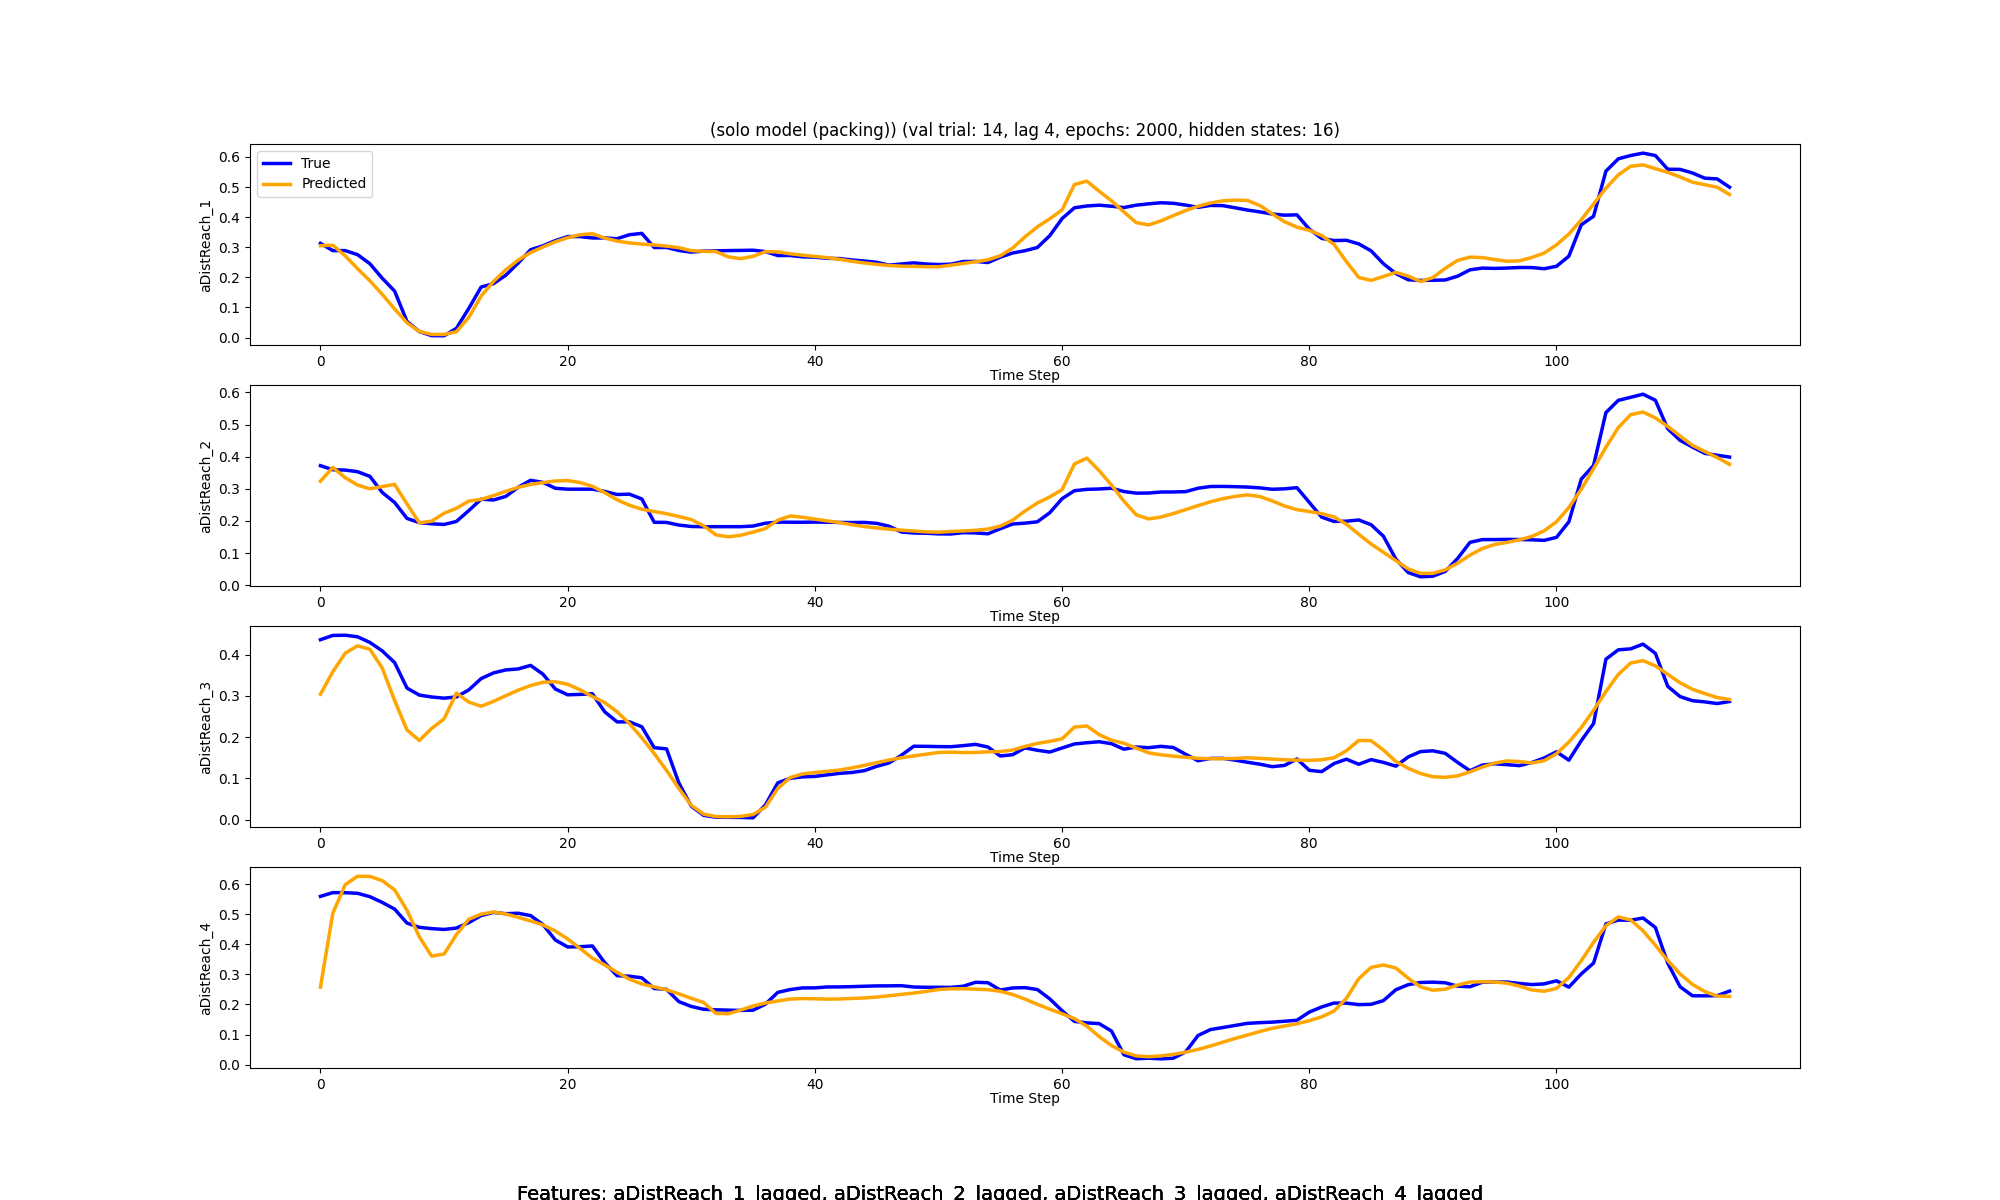 (solo model (packing)) (val trial: 14, lag 4, epochs: 2000, hidden states: 16)
True
Predicted
aDistReach_1
0.6
0.5
0.4
0.3
0.2
0.1
0.0
0 20 40 60 80 100
Time Step
aDistReach_2
0.6
0.5
0.4
0.3
0.2
0.1
0.0
0 20 40 60 80 100
Time Step
aDistReach_3
0.4
0.3
0.2
0.1
0.0
0 20 40 60 80 100
Time Step
aDistReach_4
0.6
0.5
0.4
0.3
0.2
0.1
0.0
0 20 40 60 80 100
Time Step
Features: aDistReach_1_lagged, aDistReach_2_lagged, aDistReach_3_lagged, aDistReach_4_lagged